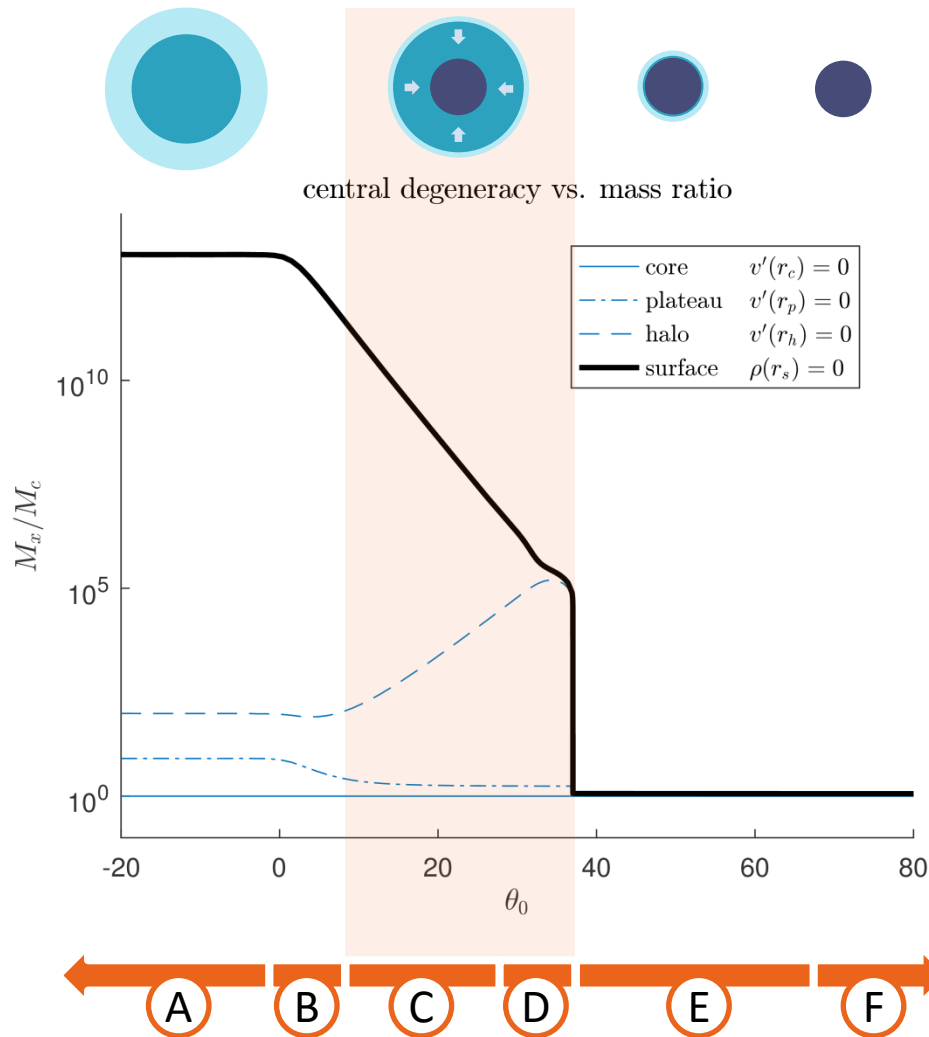 central degeneracy vs. mass ratio
core v′(r_c) = 0
plateau v′(r_p) = 0
halo v′(r_h) = 0
surface ρ(r_s) = 0
10^10
10^5
10^0
M_x/M_c
-20 0 20 40 60 80
θ_0
A B C D E F